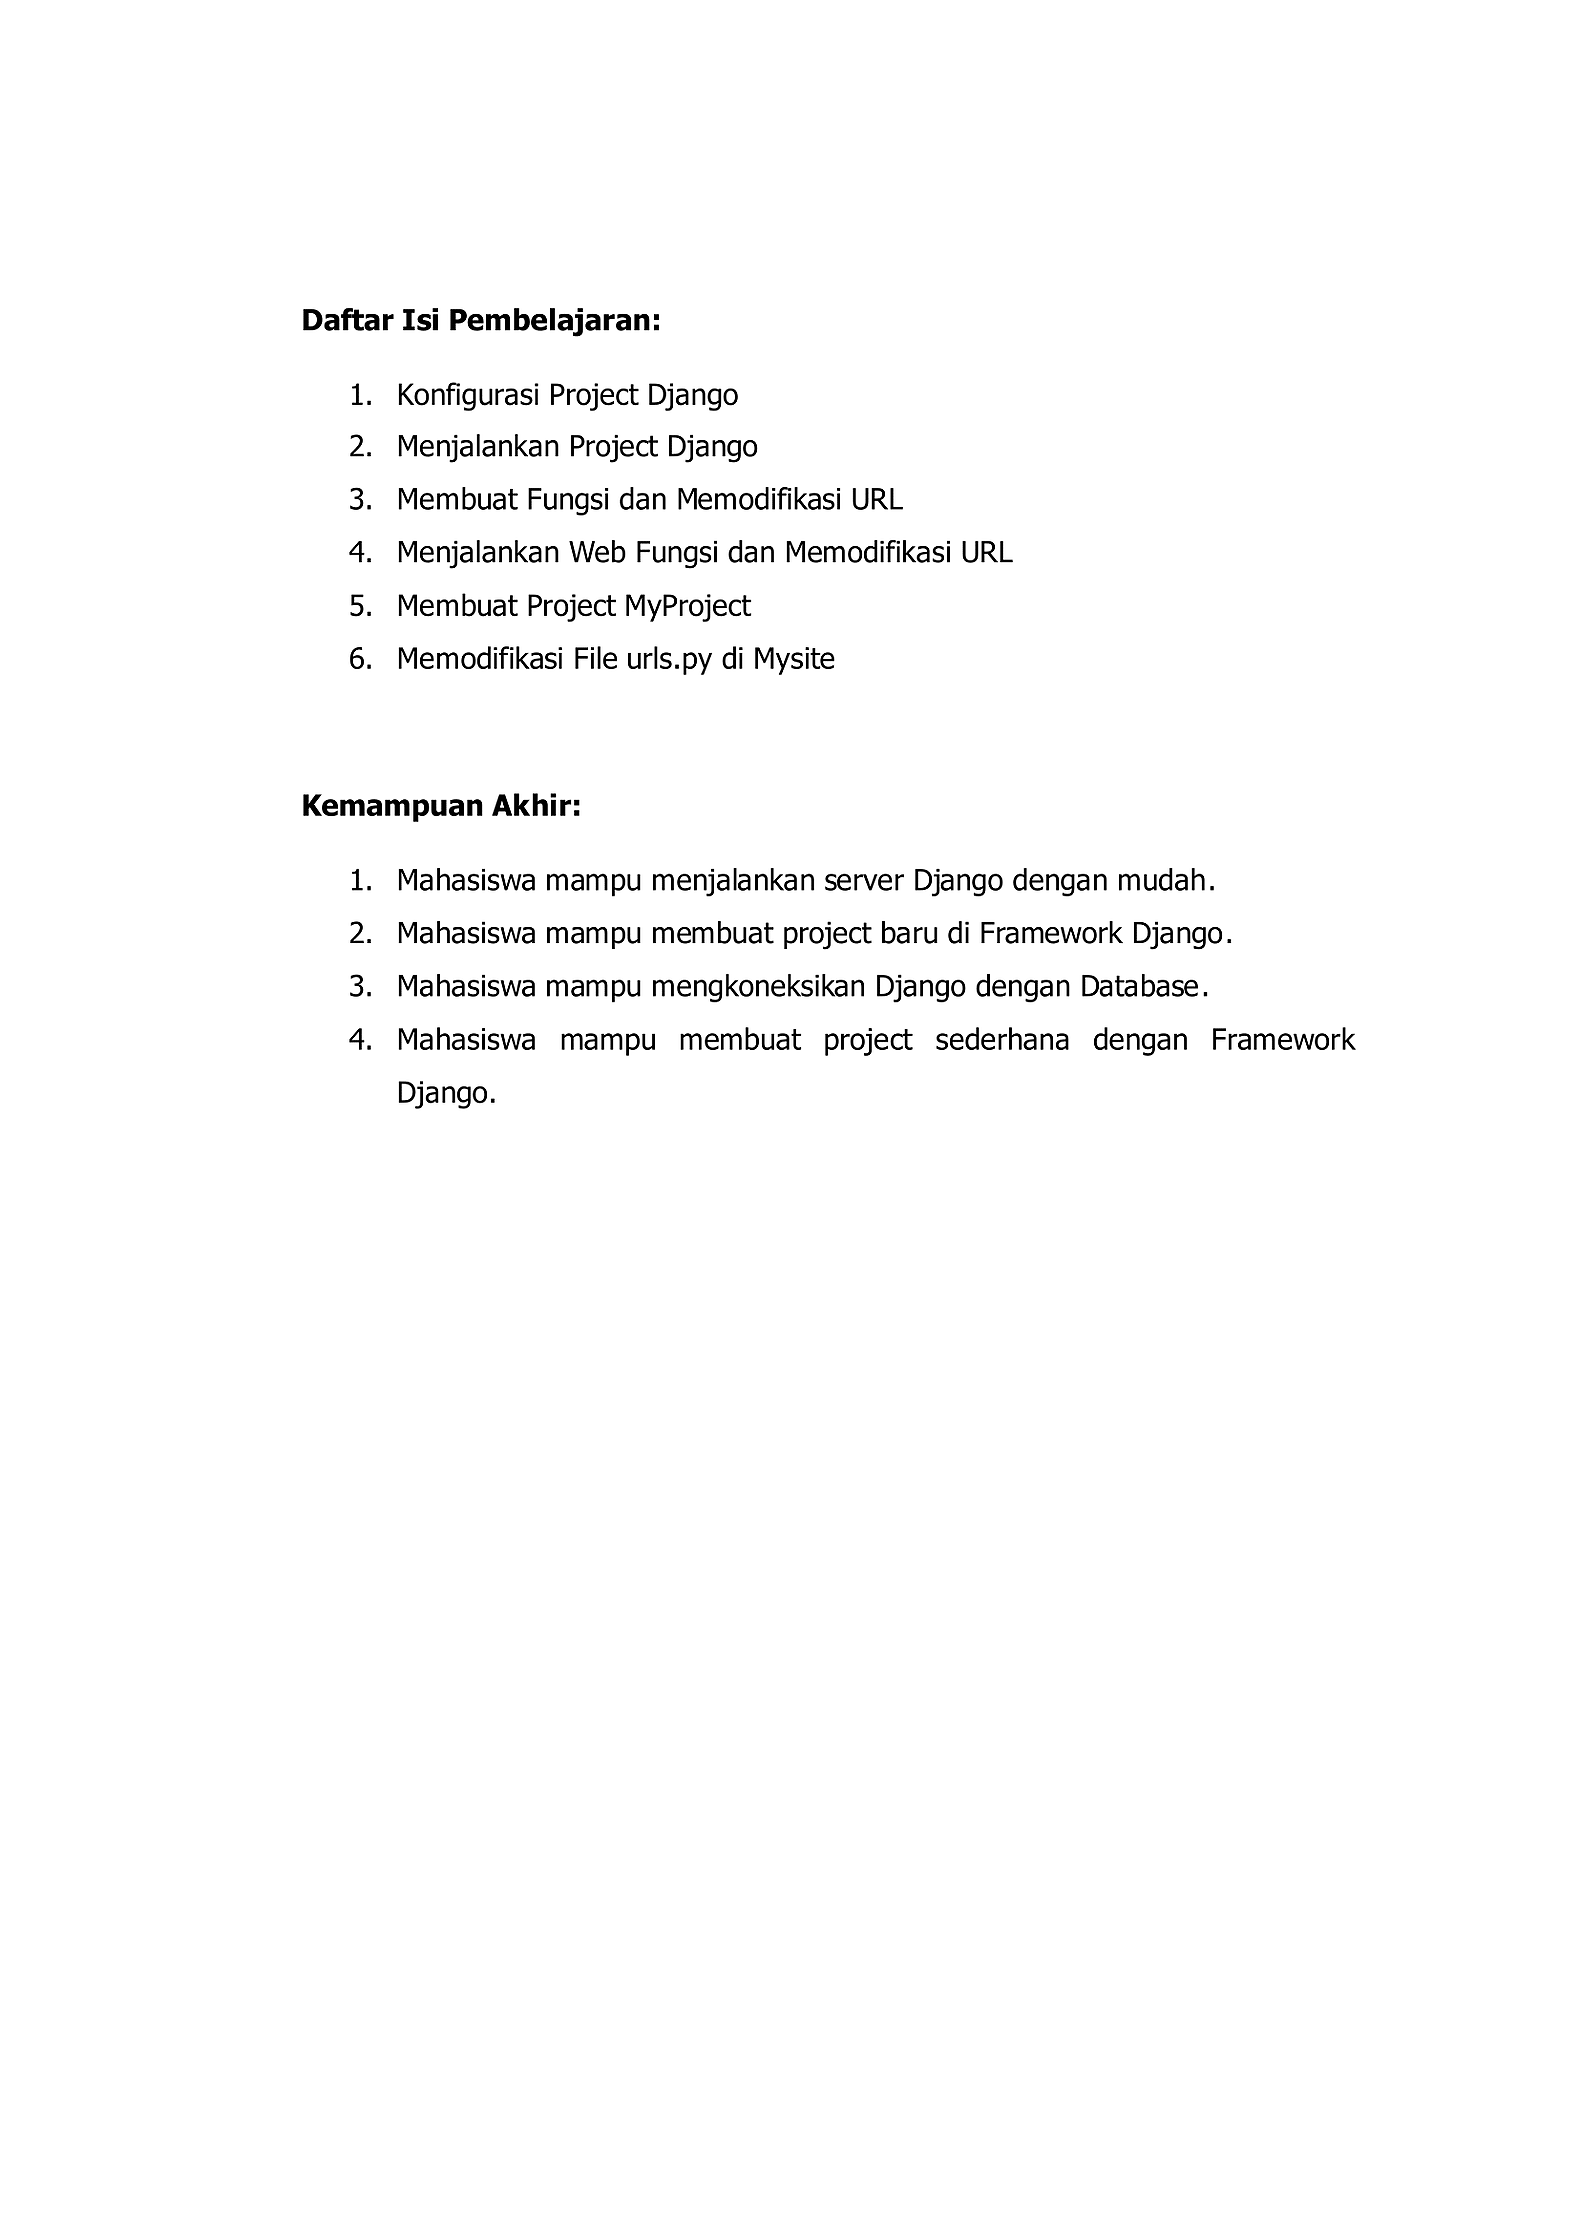 Daftar Isi Pembelajaran:
1. Konfigurasi Project Django
2. Menjalankan Project Django
3. Membuat Fungsi dan Memodifikasi URL
4. Menjalankan Web Fungsi dan Memodifikasi URL
5. Membuat Project MyProject
6. Memodifikasi File urls.py di Mysite
Kemampuan Akhir:
1. Mahasiswa mampu menjalankan server Django dengan mudah.
2. Mahasiswa mampu membuat project baru di Framework Django.
3. Mahasiswa mampu mengkoneksikan Django dengan Database.
4. Mahasiswa mampu membuat project sederhana dengan Framework
Django.